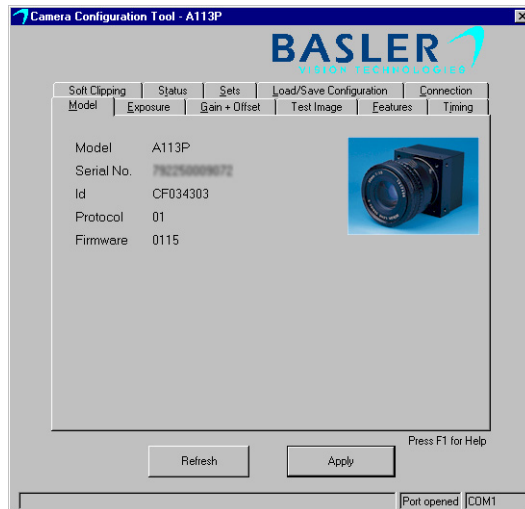 Camera Configuration Tool - A113P
BASLER
VISION TECHNOLOGIES
Soft Clipping Status Sets Load/Save Configuration Connection
Model Exposure Gain + Offset Test Image Features Timing
Model A113P
Serial No.
Id CF034303
Protocol 01
Firmware 0115
Press F1 for Help
Refresh Apply
Port opened COM1